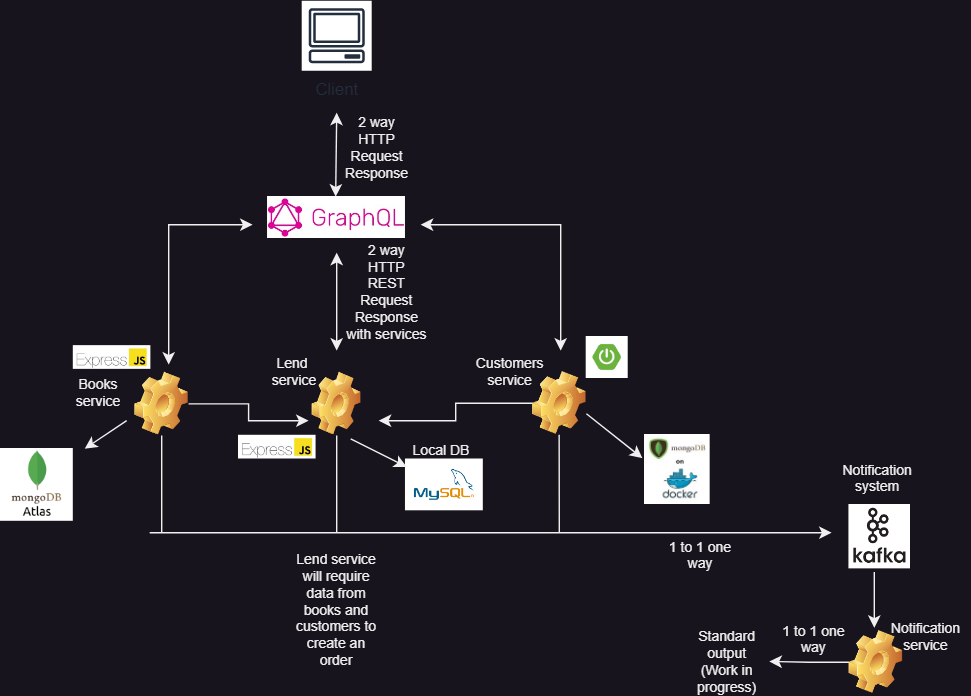 Client
2 way
HTTP
Request
Response
GraphQL
2 way
HTTP
REST
Request
Response
with services
Express JS
Books
service
Lend
service
Customers
service
Express JS
mongoDB
Atlas
Local DB
MySQL
mongoDB
on
docker
Notification
system
kafka
1 to 1 one
way
Lend service
will require
data from
books and
customers to
create an
order
Notification
service
1 to 1 one
way
Standard
output
(Work in
progress)